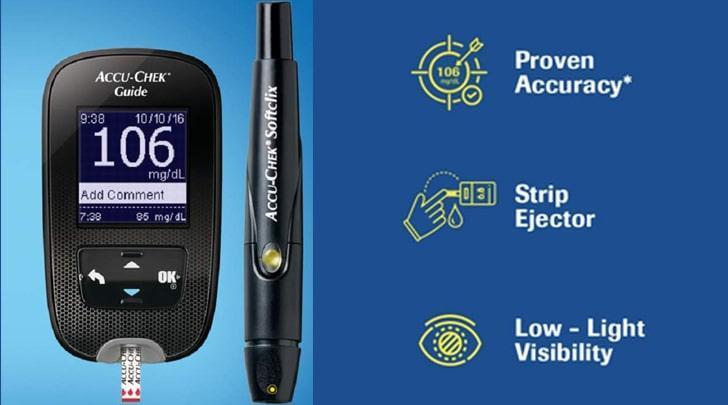 ACCU-CHEK®
Guide
9:38 10/10/16
106
mg/dL
Add Comment
7:38 85 mg/dL
OK
ACCU-CHEK® Softclix
106
mg/dL
Proven
Accuracy*
Strip
Ejector
Low - Light
Visibility